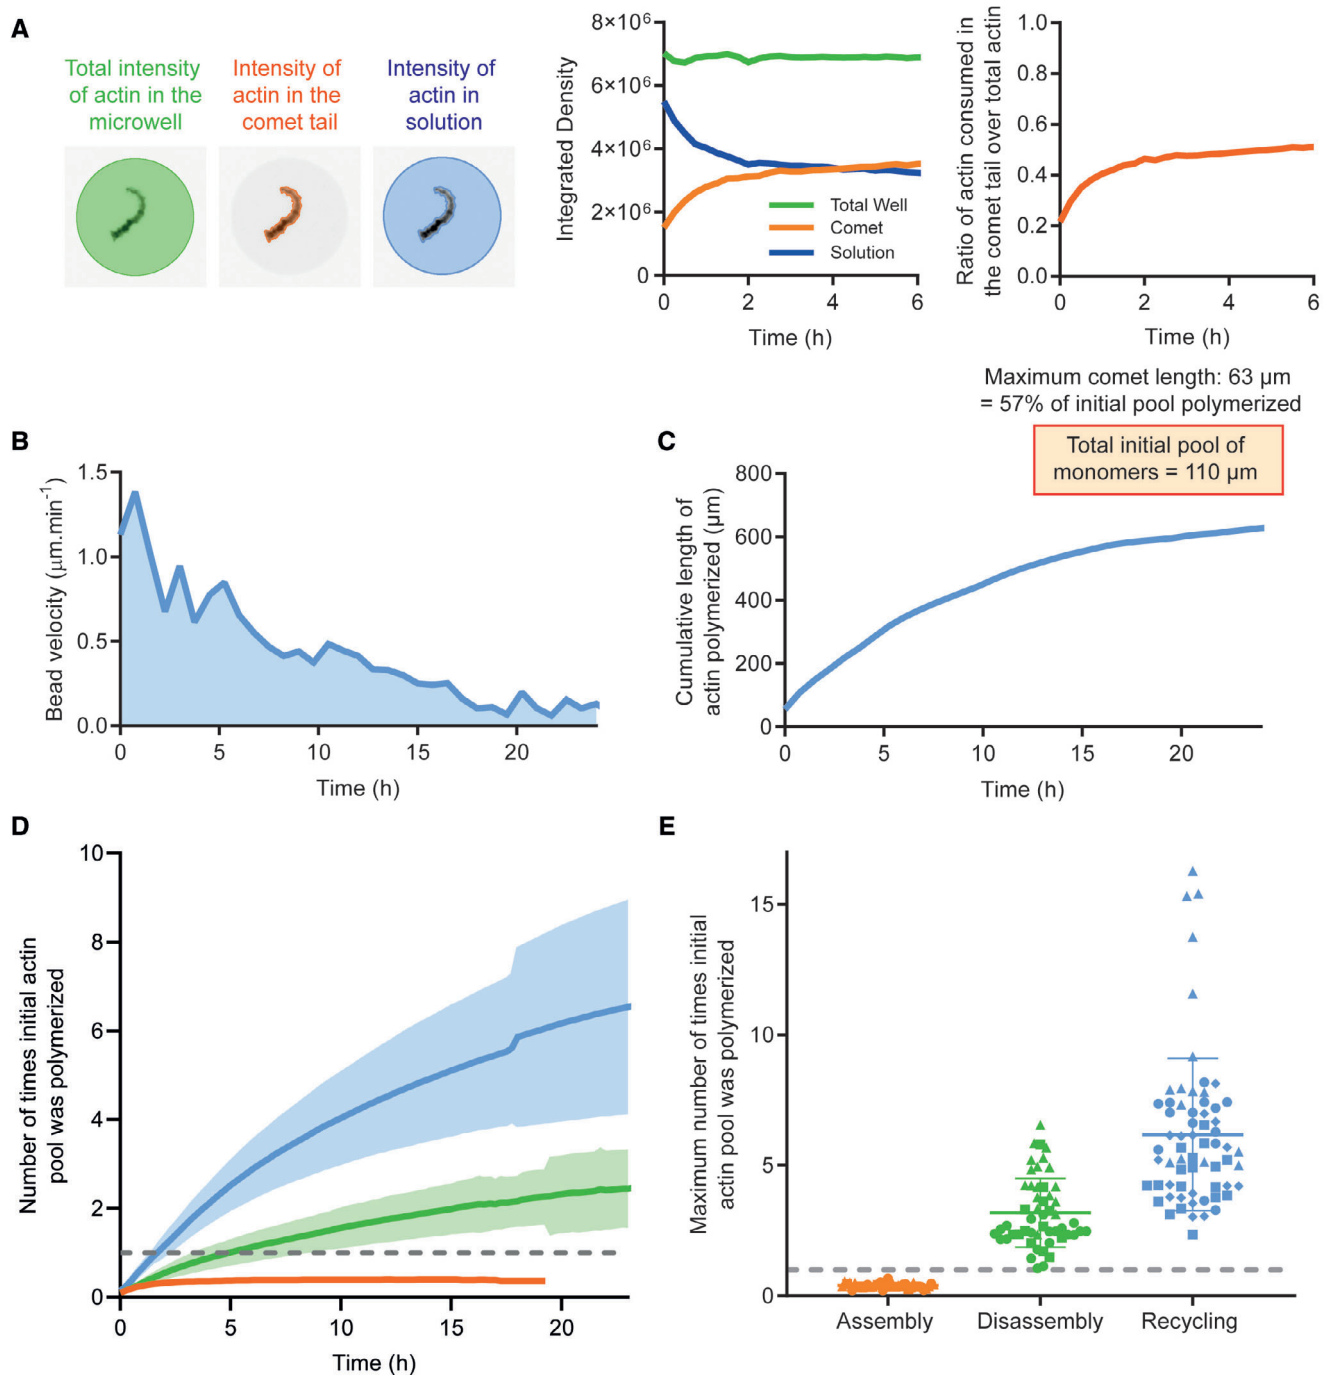 A
Total intensity
of actin in the
microwell
Intensity of
actin in the
comet tail
Intensity of
actin in
solution
Integrated Density
8×10⁶
6×10⁶
4×10⁶
2×10⁶
0
Total Well
Comet
Solution
0 2 4 6
Time (h)
Ratio of actin consumed in
the comet tail over total actin
1.0
0.8
0.6
0.4
0.2
0.0
0 2 4 6
Time (h)
Maximum comet length: 63 µm
= 57% of initial pool polymerized
Total initial pool of
monomers = 110 µm
B
Bead velocity (µm.min⁻¹)
1.5
1.0
0.5
0.0
0 5 10 15 20
Time (h)
C
Cumulative length of
actin polymerized (µm)
800
600
400
200
0
0 5 10 15 20
Time (h)
D
Number of times initial actin
pool was polymerized
10
8
6
4
2
0
0 5 10 15 20
Time (h)
E
Maximum number of times initial
actin pool was polymerized
15
10
5
0
Assembly Disassembly Recycling